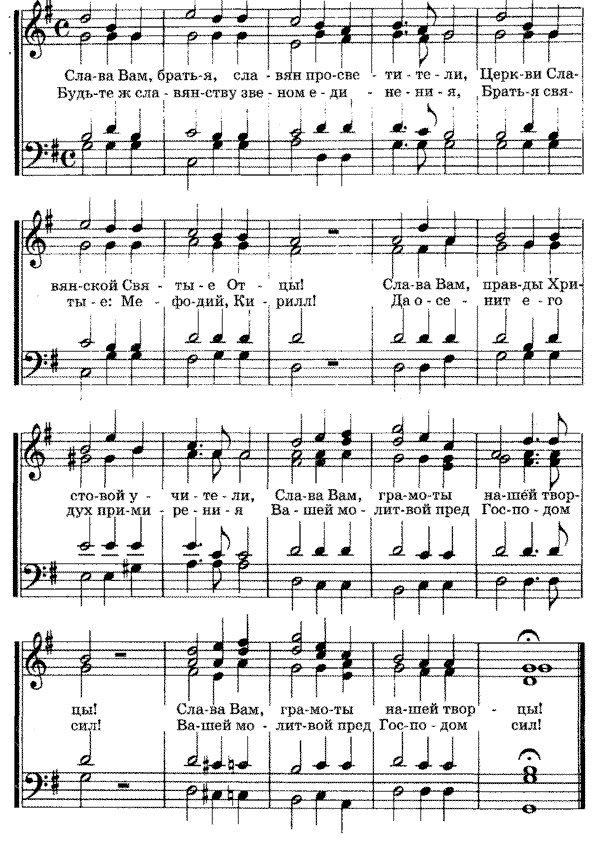 Сла-ва Вам, брать-я, сла - вян про-све - ти - те - ли, Церк-ви Сла-
Будь-те ж сла - вян-ству зве - ном е - ди - не - ни - я, Брать-я свя-
вян-ской Свя - ты - е От - цы! Сла-ва Вам, прав-ды Хри-
ты - е: Ме - фо-дий, Ки - рилл! Да о - се - нит е - го
сто-вой у - чи - те - ли, Сла-ва Вам, гра-мо-ты на-шей твор-
дух при-ми - ре - ни - я Ва - шей мо - лит-вой пред Гос-по - дом
цы! Сла-ва Вам, гра-мо-ты на-шей твор - цы!
сил! Ва-шей мо - лит-вой пред Гос-по - дом сил!